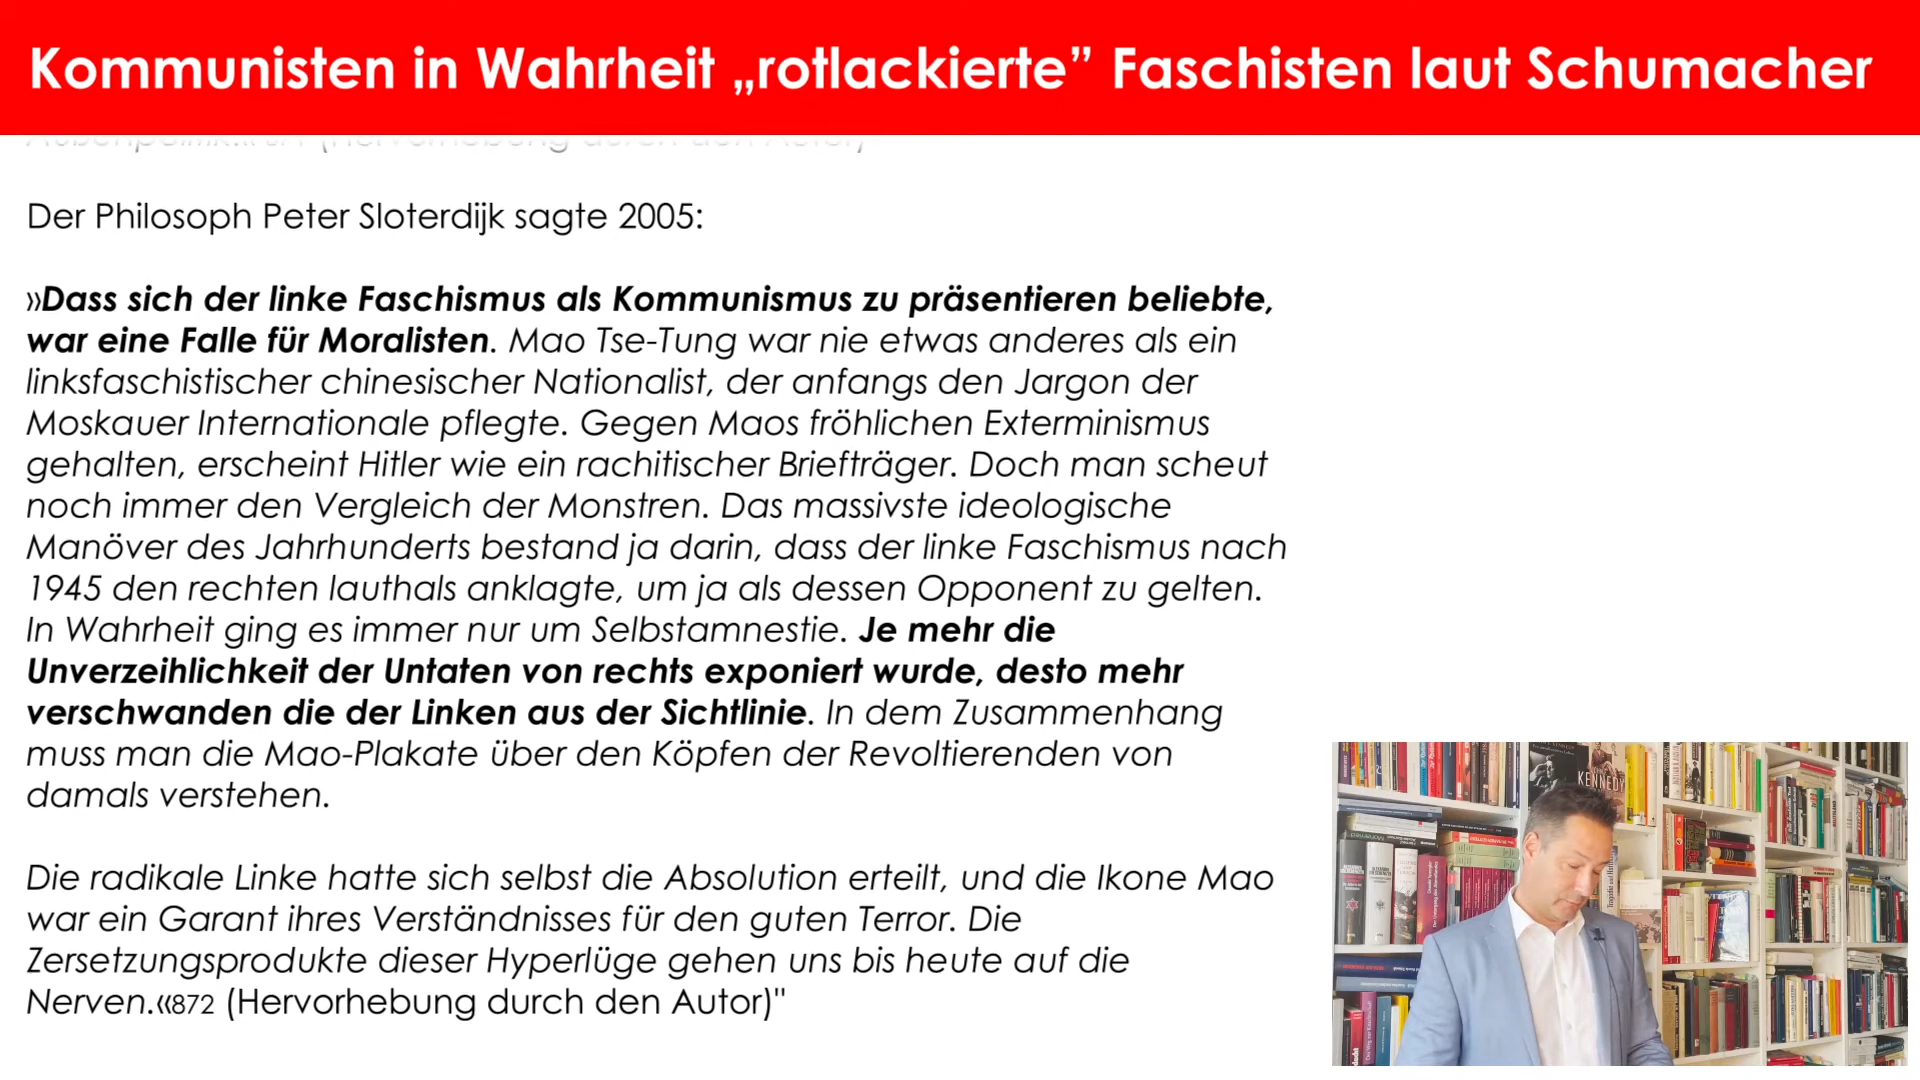 Kommunisten in Wahrheit „rotlackierte” Faschisten laut Schumacher
Der Philosoph Peter Sloterdijk sagte 2005:
»Dass sich der linke Faschismus als Kommunismus zu präsentieren beliebte,
war eine Falle für Moralisten. Mao Tse-Tung war nie etwas anderes als ein
linksfaschistischer chinesischer Nationalist, der anfangs den Jargon der
Moskauer Internationale pflegte. Gegen Maos fröhlichen Exterminismus
gehalten, erscheint Hitler wie ein rachitischer Briefträger. Doch man scheut
noch immer den Vergleich der Monstren. Das massivste ideologische
Manöver des Jahrhunderts bestand ja darin, dass der linke Faschismus nach
1945 den rechten lauthals anklagte, um ja als dessen Opponent zu gelten.
In Wahrheit ging es immer nur um Selbstamnestie. Je mehr die
Unverzeihlichkeit der Untaten von rechts exponiert wurde, desto mehr
verschwanden die der Linken aus der Sichtlinie. In dem Zusammenhang
muss man die Mao-Plakate über den Köpfen der Revoltierenden von
damals verstehen.
Die radikale Linke hatte sich selbst die Absolution erteilt, und die Ikone Mao
war ein Garant ihres Verständnisses für den guten Terror. Die
Zersetzungsprodukte dieser Hyperlüge gehen uns bis heute auf die
Nerven.«872 (Hervorhebung durch den Autor)"
KENNEDY